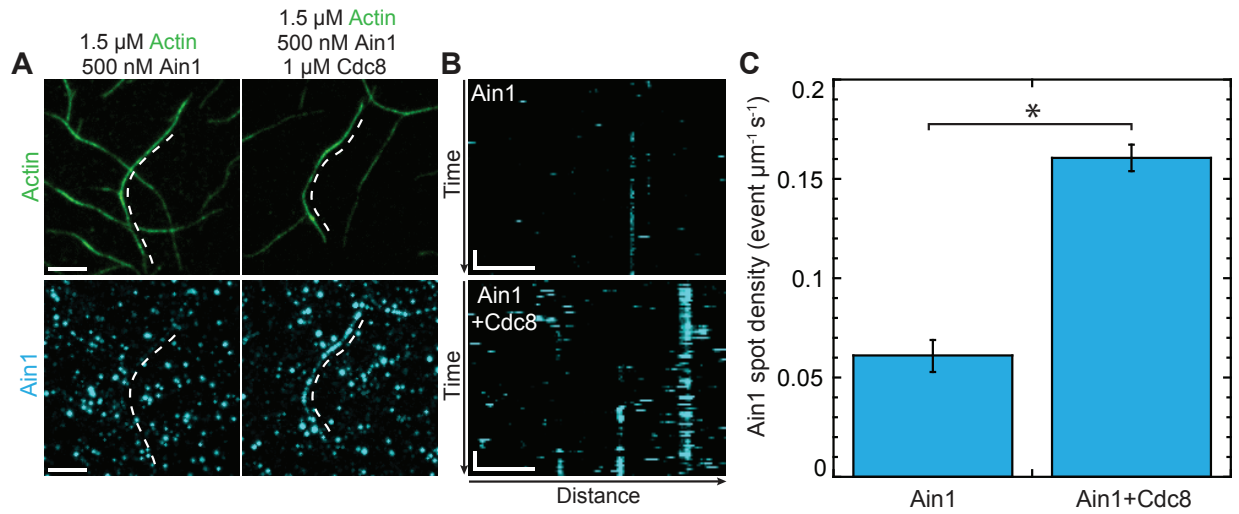 A
1.5 µM Actin
500 nM Ain1
1.5 µM Actin
500 nM Ain1
1 µM Cdc8
Actin
Ain1
B
Ain1
Time
Ain1
+Cdc8
Time
Distance
C
Ain1 spot density (event µm⁻¹ s⁻¹)
0.2
0.15
0.1
0.05
0
*
Ain1
Ain1+Cdc8